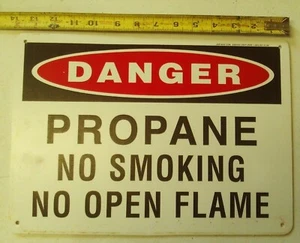 DANGER
PROPANE
NO SMOKING
NO OPEN FLAME